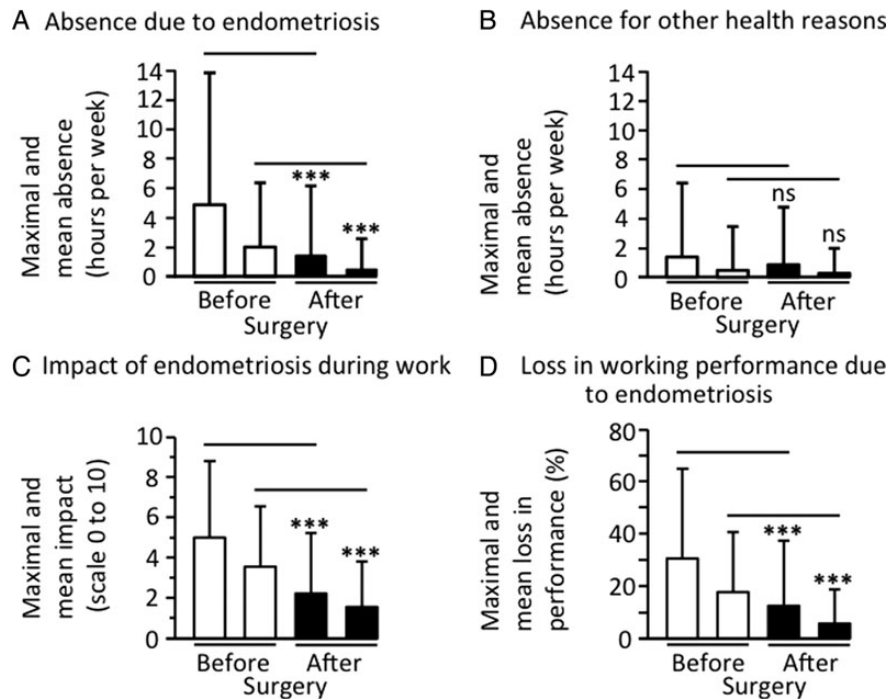 A Absence due to endometriosis
Maximal and
mean absence
(hours per week)
14
12
10
8
6
4
2
0
***
***
Before After
Surgery
B Absence for other health reasons
Maximal and
mean absence
(hours per week)
14
12
10
8
6
4
2
0
ns
ns
Before After
Surgery
C Impact of endometriosis during work
Maximal and
mean impact
(scale 0 to 10)
10
8
6
4
2
0
***
***
Before After
Surgery
D Loss in working performance due
to endometriosis
Maximal and
mean loss in
performance (%)
80
60
40
20
0
***
***
Before After
Surgery